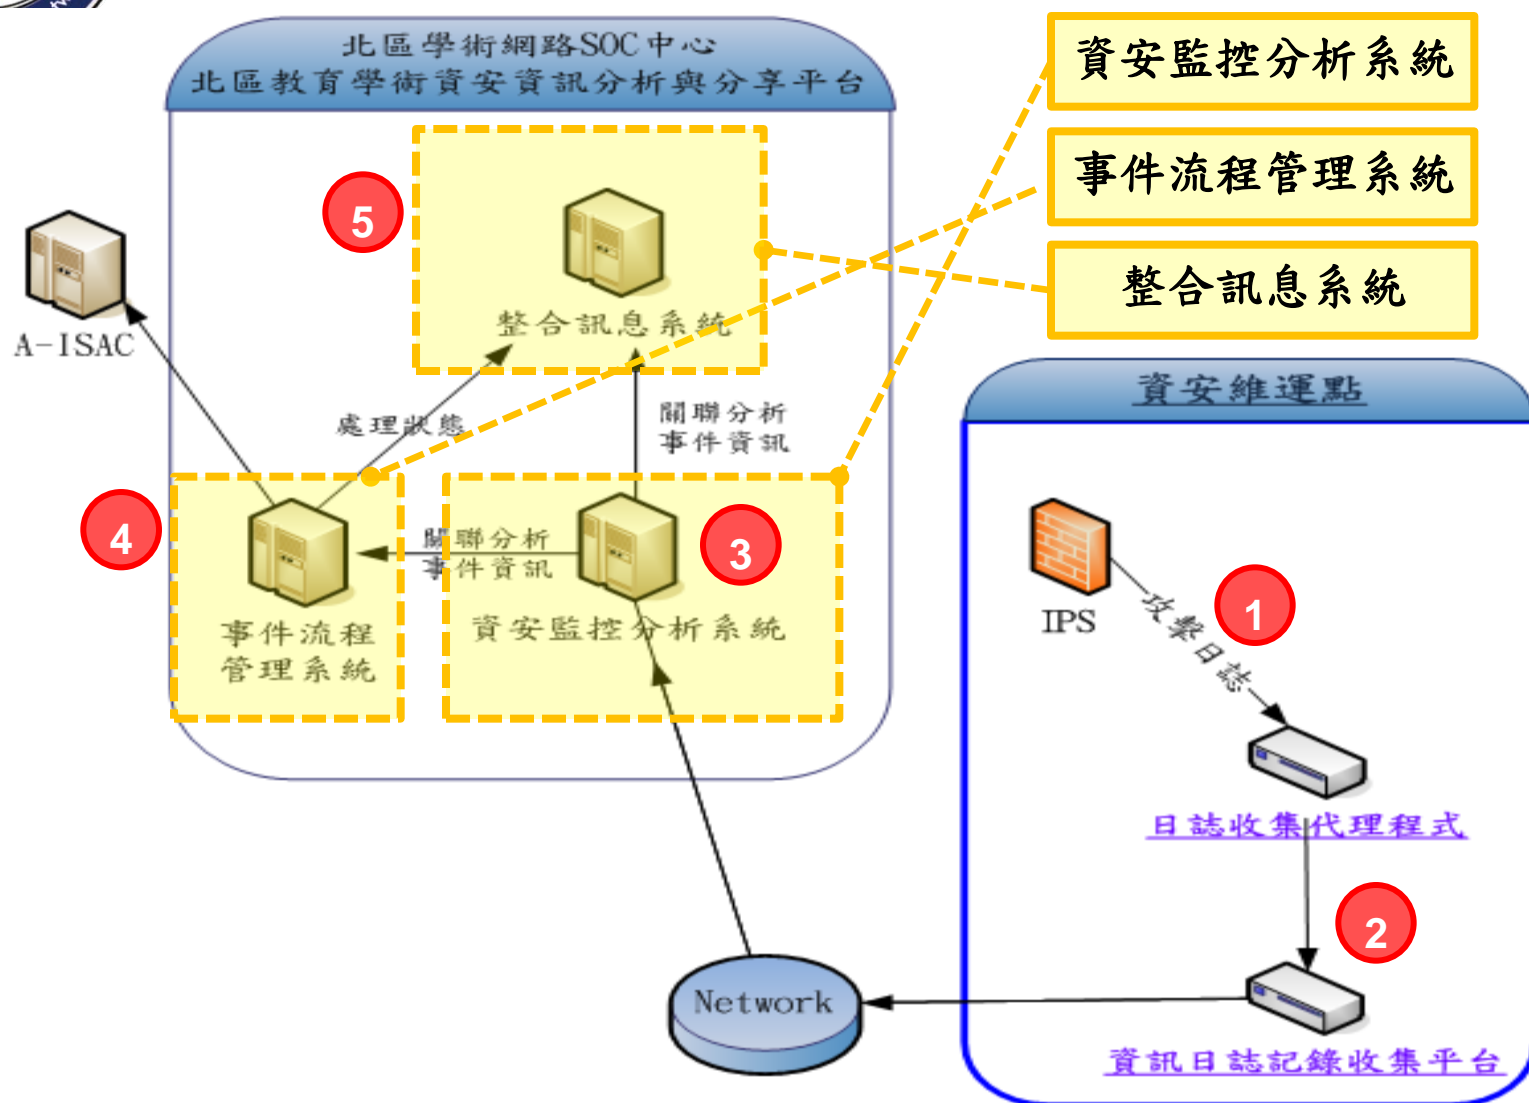 北區學術網路SOC中心
北區教育學術資安資訊分析與分享平台
資安監控分析系統
事件流程管理系統
整合訊息系統
5
整合訊息系統
A-ISAC
處理狀態
關聯分析
事件資訊
4
關聯分析
事件資訊
3
事件流程
管理系統
資安監控分析系統
資安維運點
IPS
攻擊日誌
1
日誌收集代理程式
2
Network
資訊日誌記錄收集平台